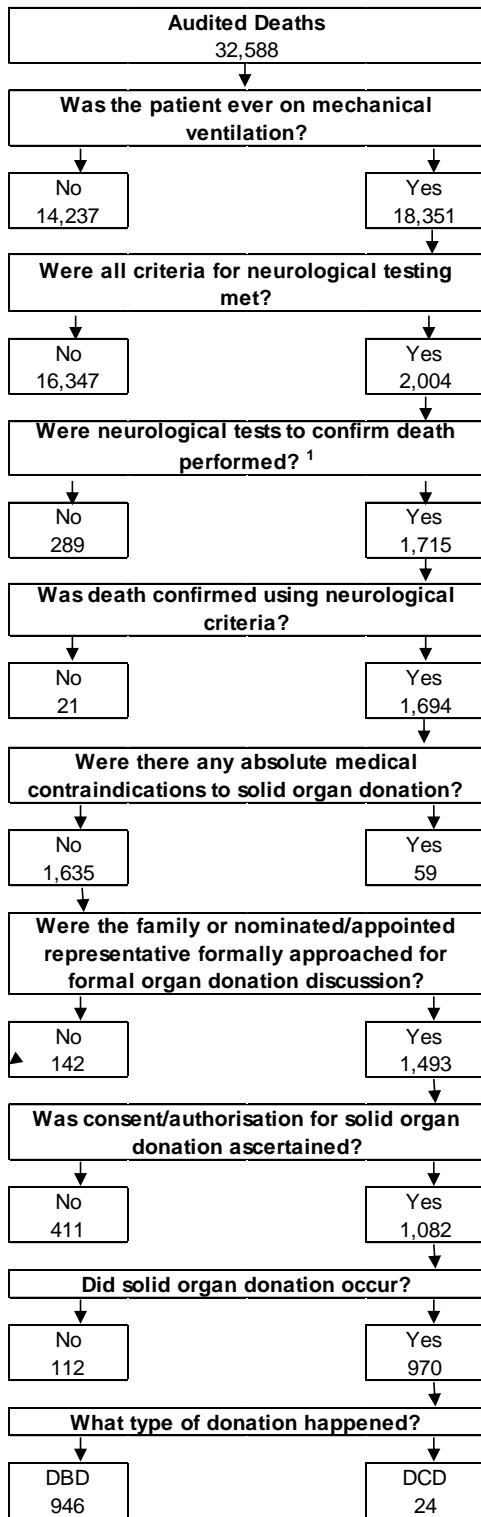 Audited Deaths
32,588
Was the patient ever on mechanical
ventilation?
No
14,237
Yes
18,351
Were all criteria for neurological testing
met?
No
16,347
Yes
2,004
Were neurological tests to confirm death
performed? 1
No
289
Yes
1,715
Was death confirmed using neurological
criteria?
No
21
Yes
1,694
Were there any absolute medical
contraindications to solid organ donation?
No
1,635
Yes
59
Were the family or nominated/appointed
representative formally approached for
formal organ donation discussion?
No
142
Yes
1,493
Was consent/authorisation for solid organ
donation ascertained?
No
411
Yes
1,082
Did solid organ donation occur?
No
112
Yes
970
What type of donation happened?
DBD
946
DCD
24